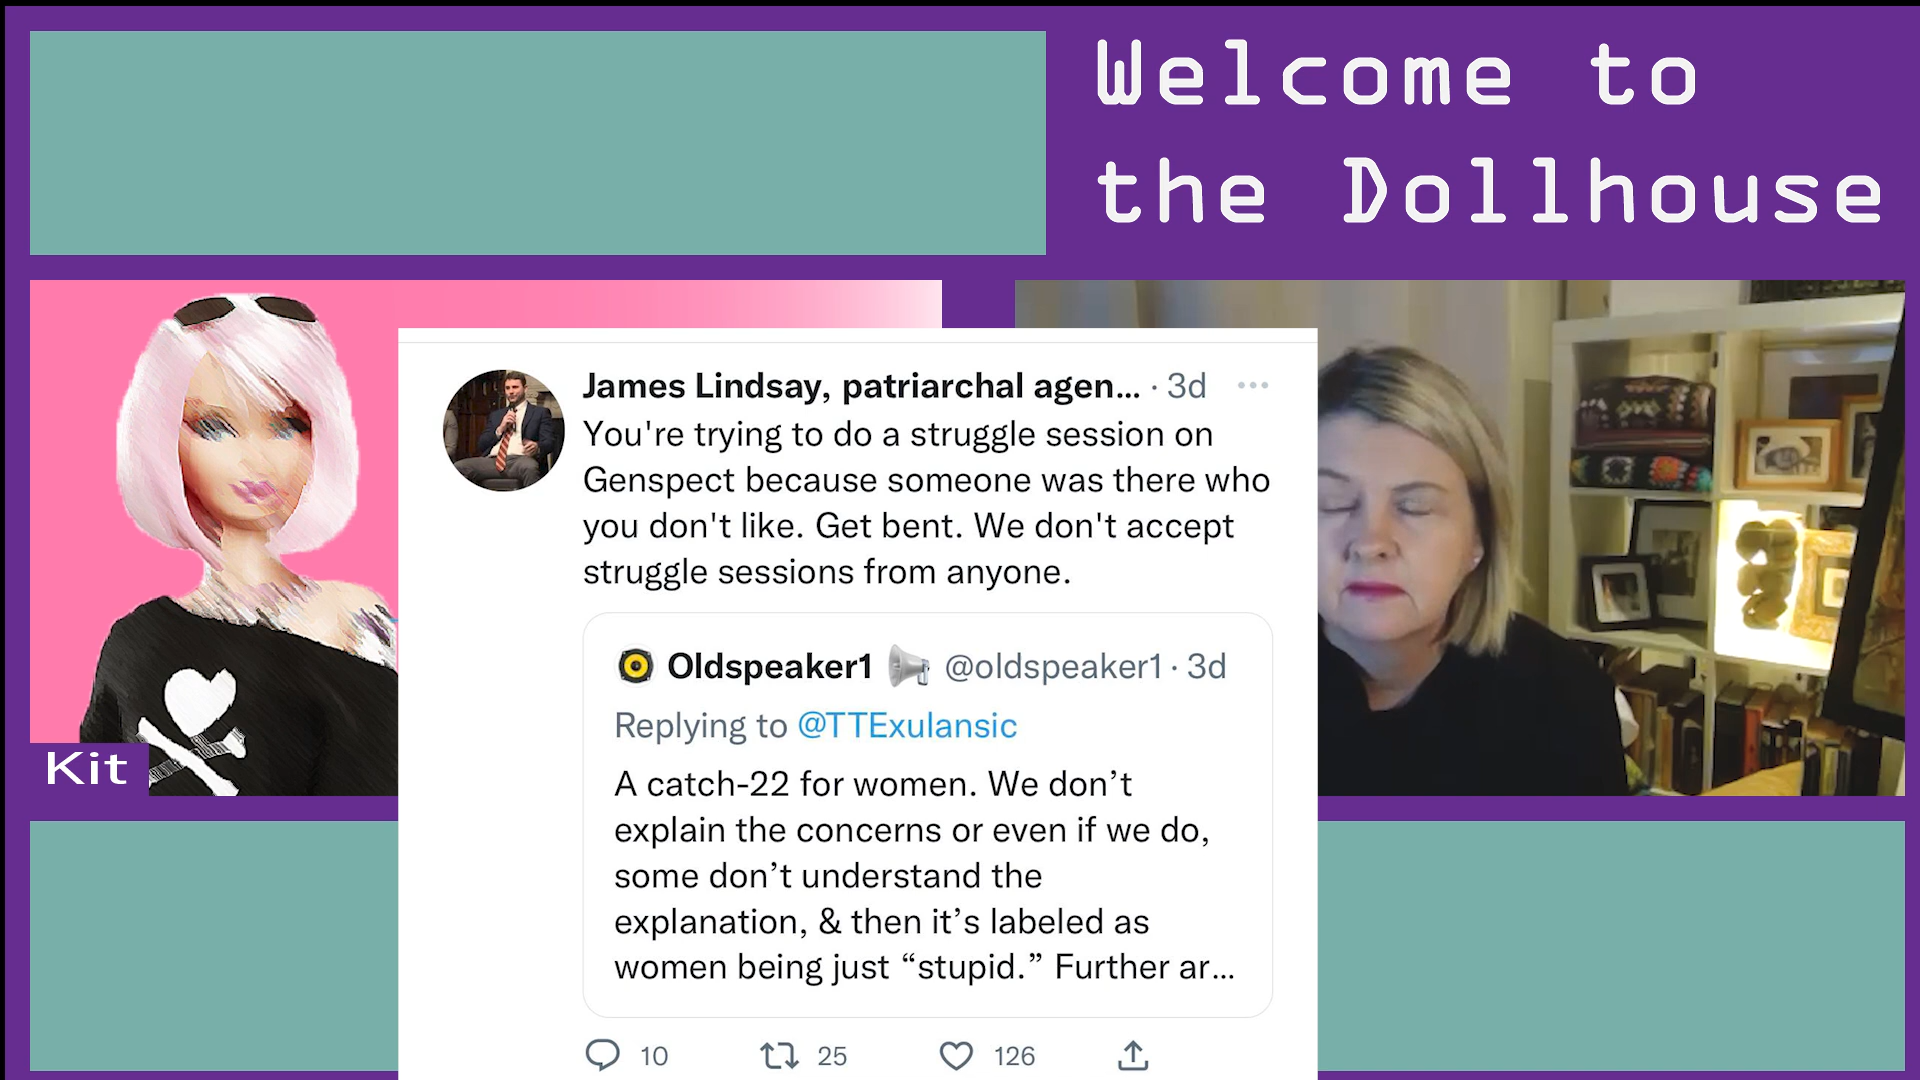 Welcome to
the Dollhouse
James Lindsay, patriarchal agen... · 3d
You're trying to do a struggle session on
Genspect because someone was there who
you don't like. Get bent. We don't accept
struggle sessions from anyone.
Oldspeaker1 @oldspeaker1 · 3d
Replying to @TTExulansic
A catch-22 for women. We don’t
explain the concerns or even if we do,
some don’t understand the
explanation, & then it’s labeled as
women being just “stupid.” Further ar...
10 25 126
Kit